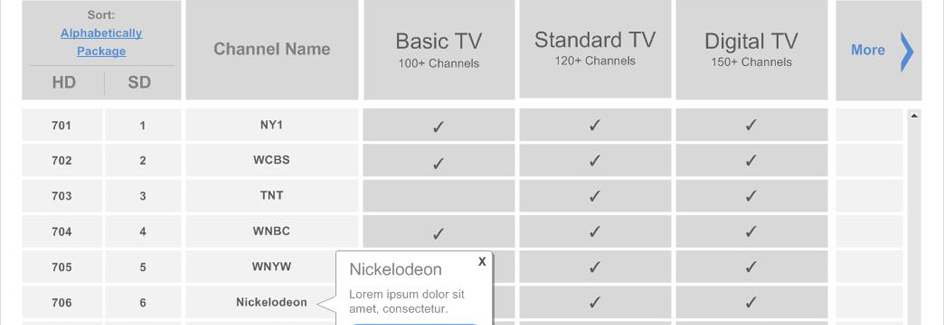 Sort:
Alphabetically
Package
HD SD
Channel Name
Basic TV
100+ Channels
Standard TV
120+ Channels
Digital TV
150+ Channels
More
701 1 NY1 ✓ ✓ ✓
702 2 WCBS ✓ ✓ ✓
703 3 TNT ✓ ✓
704 4 WNBC ✓ ✓ ✓
705 5 WNYW ✓ ✓
706 6 Nickelodeon ✓ ✓
X
Nickelodeon
Lorem ipsum dolor sit
amet, consectetur.